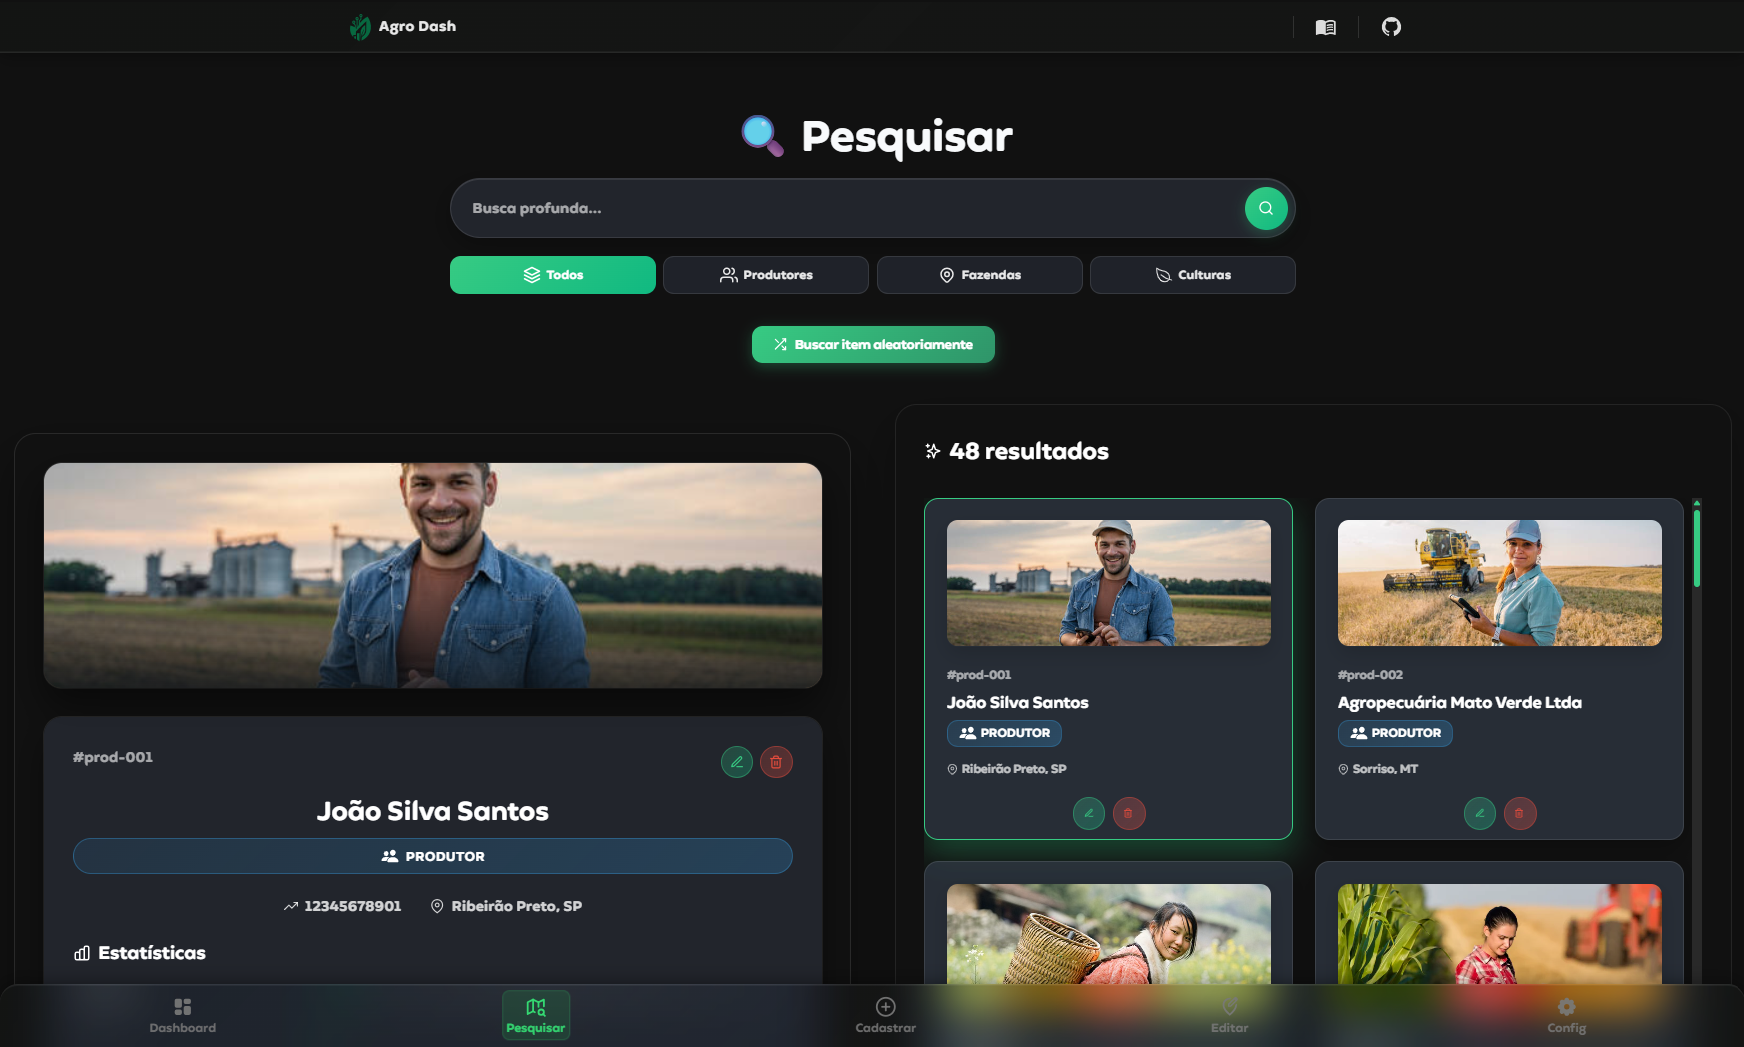 Agro Dash
Pesquisar
Busca profunda...
Todos
Produtores
Fazendas
Culturas
Buscar item aleatoriamente
#prod-001
João Silva Santos
PRODUTOR
12345678901
Ribeirão Preto, SP
Estatísticas
48 resultados
#prod-001
João Silva Santos
PRODUTOR
Ribeirão Preto, SP
#prod-002
Agropecuária Mato Verde Ltda
PRODUTOR
Sorriso, MT
Dashboard
Pesquisar
Cadastrar
Editar
Config